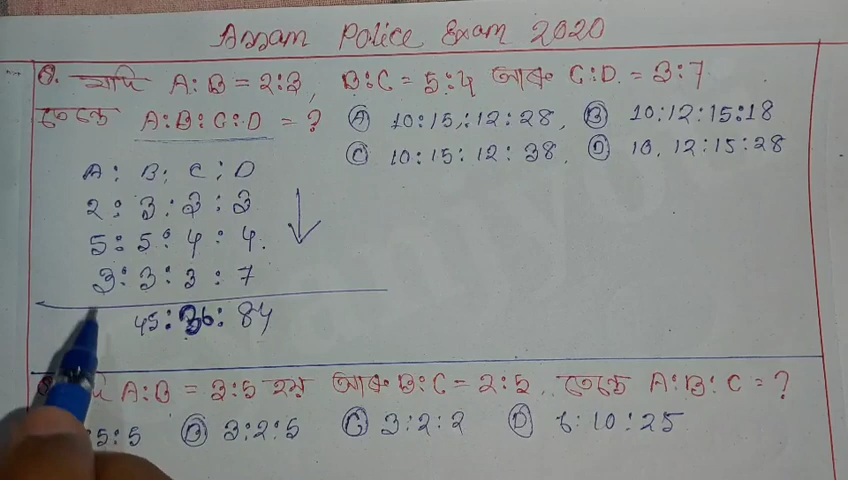 Assam Police Exam 2020
Q. যদি A:B = 2:3, B:C = 5:4 আৰু C:D = 3:7
তেন্তে A:B:C:D = ? Ⓐ 10:15:12:28, Ⓑ 10:12:15:18
Ⓒ 10:15:12:38, Ⓓ 10, 12:15:28
A: B: C: D
2: 3: 3: 3
5: 5: 4: 4.
3: 3: 3: 7
45: 36: 84
A:B = 3:5 হয় আৰু B:C = 2:5, তেন্তে A:B:C = ?
5:5 Ⓑ 3:2:5 Ⓒ 3:2:2 Ⓓ 6:10:25